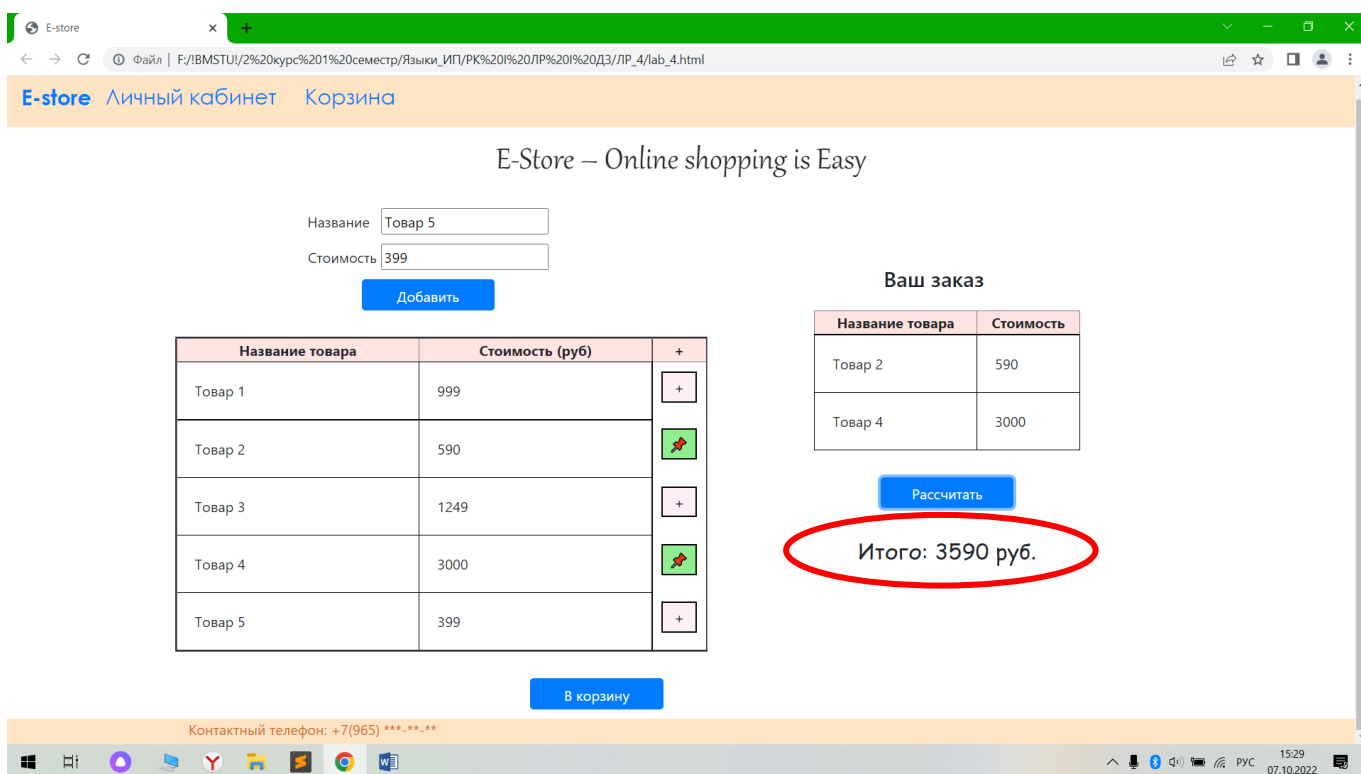 E-store
Файл | F:/!BMSTU!/2%20курс%201%20семестр/Языки_ИП/РК%20I%20ЛР%20I%20ДЗ/ЛР_4/lab_4.html
E-store Личный кабинет Корзина
E-Store – Online shopping is Easy
Название Товар 5
Стоимость 399
Добавить
Название товара Стоимость (руб) +
Товар 1 999 +
Товар 2 590
Товар 3 1249 +
Товар 4 3000
Товар 5 399 +
В корзину
Ваш заказ
Название товара Стоимость
Товар 2 590
Товар 4 3000
Рассчитать
Итого: 3590 руб.
Контактный телефон: +7(965) ***-**-**
РУС
15:29
07.10.2022